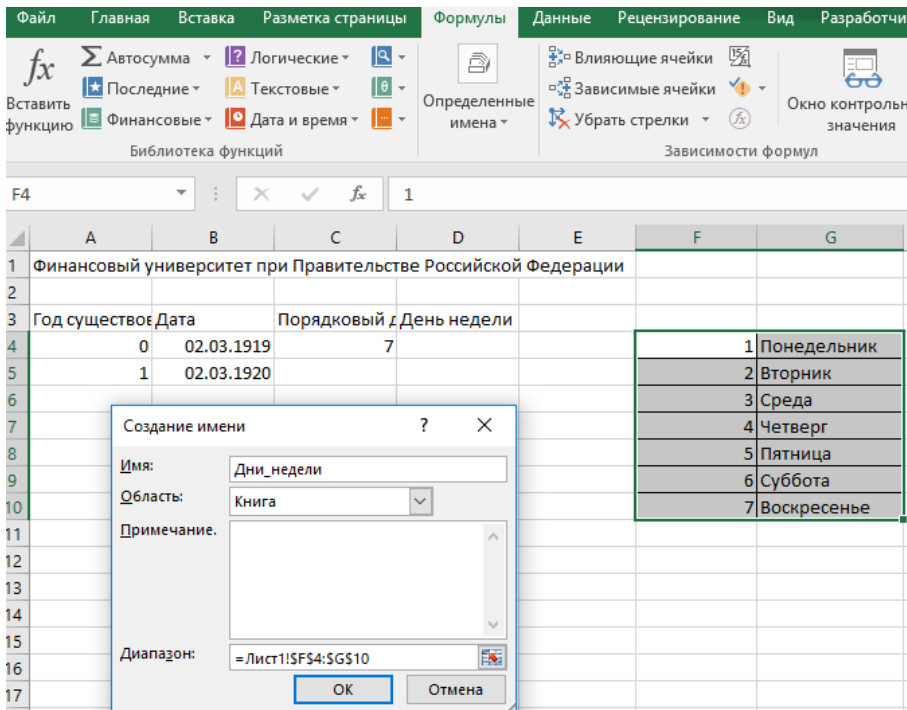 Файл Главная Вставка Разметка страницы Формулы Данные Рецензирование Вид Разработчи
fx Σ Автосумма ? Логические Влияющие ячейки
Вставить функцию Последние A Текстовые θ Определенные имена Зависимые ячейки Окно контрольн значения
Финансовые Дата и время Убрать стрелки fx
Библиотека функций Зависимости формул
F4 fx 1
A B C D E F G
1 Финансовый университет при Правительстве Российской Федерации
2
3 Год существов Дата Порядковый д День недели
4 0 02.03.1919 7 1 Понедельник
5 1 02.03.1920 2 Вторник
6 3 Среда
7 4 Четверг
8 5 Пятница
9 6 Суббота
10 7 Воскресенье
11
12
13
14
15
16
17
Создание имени ? ×
Имя: Дни_недели
Область: Книга
Примечание.
Диапазон: =Лист1!$F$4:$G$10
ОК Отмена